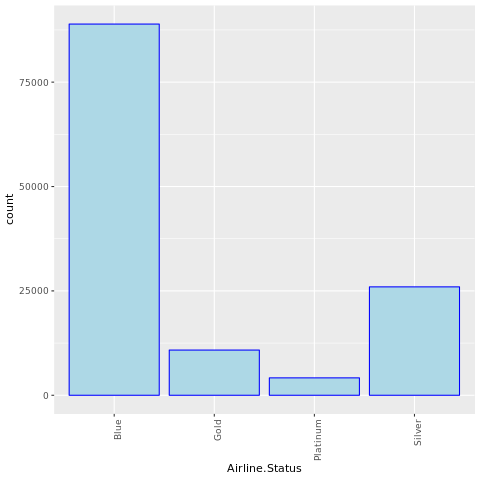 75000
50000
25000
0
count
Blue
Gold
Platinum
Silver
Airline.Status